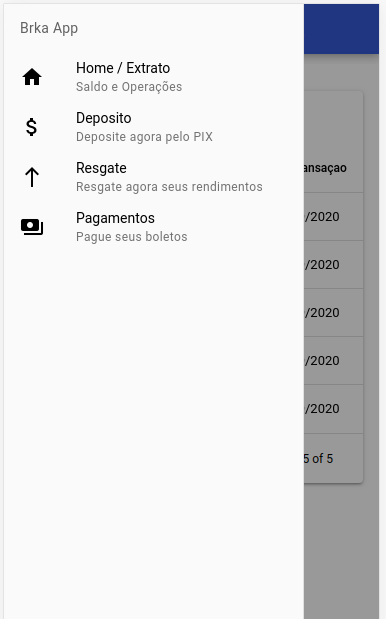 Brka App
Home / Extrato
Saldo e Operações
Deposito
Deposite agora pelo PIX
Resgate
Resgate agora seus rendimentos
Pagamentos
Pague seus boletos
ansaçao
/2020
/2020
/2020
/2020
/2020
5 of 5